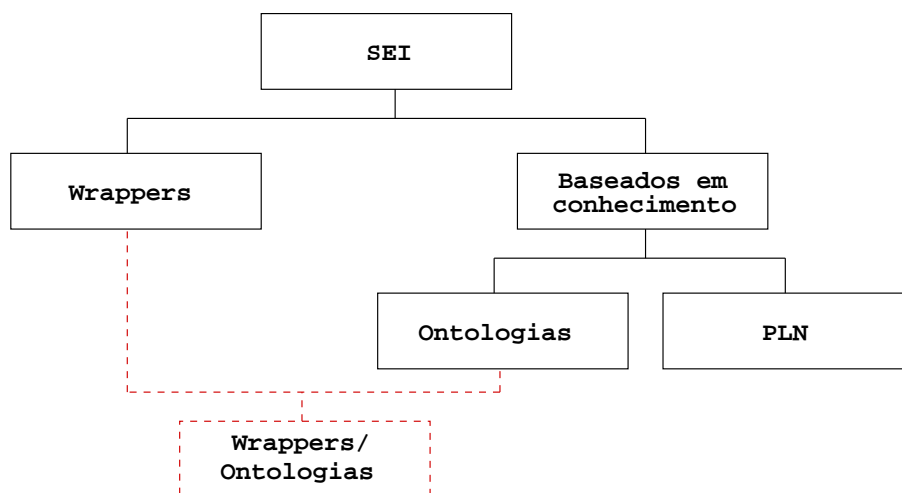 SEI
Wrappers
Baseados em
conhecimento
Ontologias
PLN
Wrappers/
Ontologias